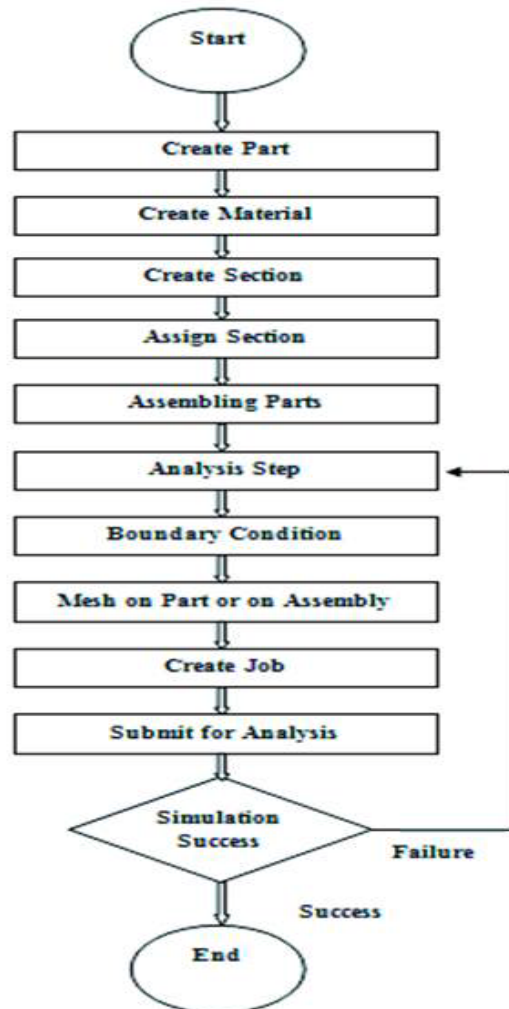 Start
Create Part
Create Material
Create Section
Assign Section
Assembling Parts
Analysis Step
Boundary Condition
Mesh on Part or on Assembly
Create Job
Submit for Analysis
Simulation
Success
Failure
Success
End